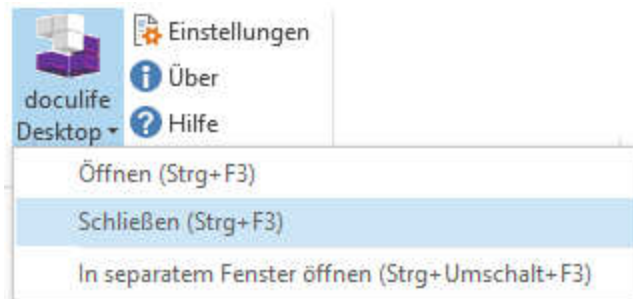 Einstellungen
Über
doculife
Desktop
Hilfe
Öffnen (Strg+F3)
Schließen (Strg+F3)
In separatem Fenster öffnen (Strg+Umschalt+F3)